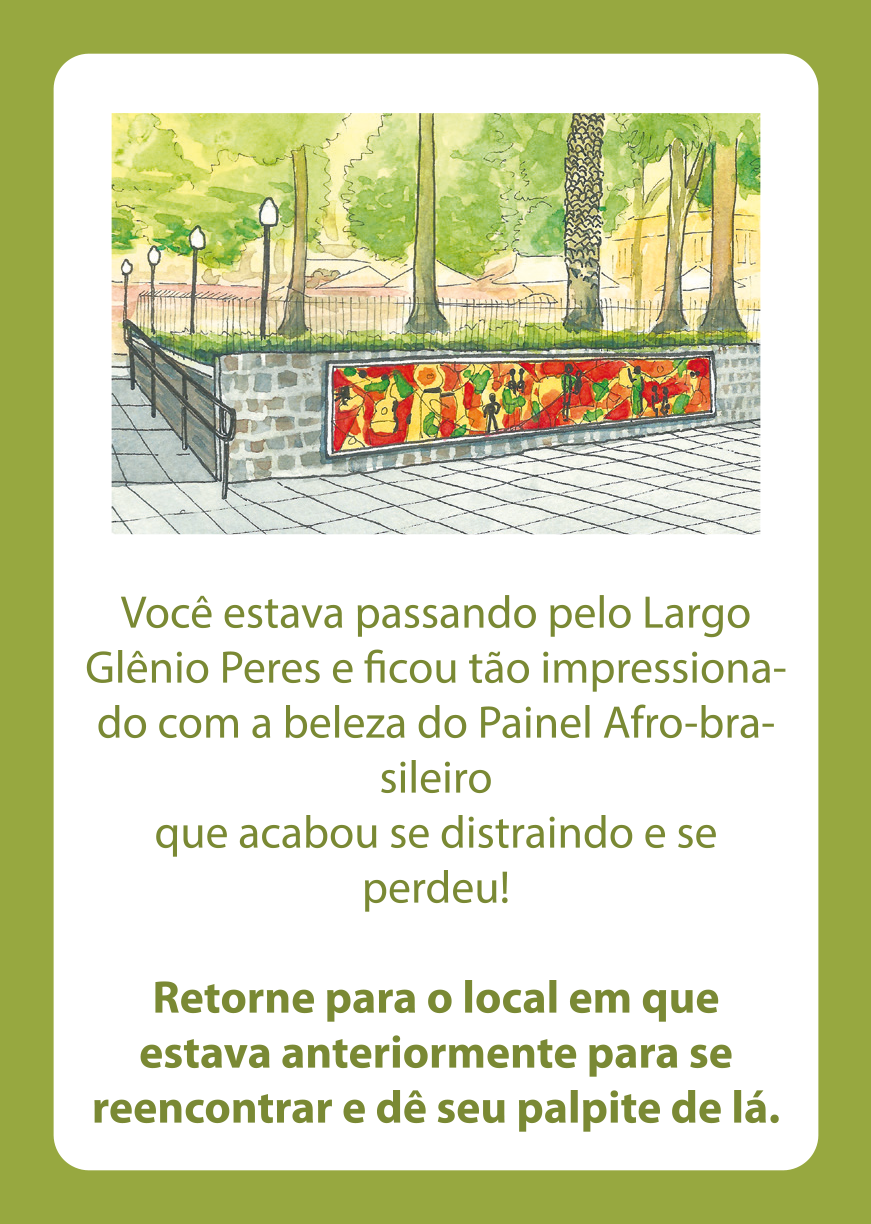 Você estava passando pelo Largo
Glênio Peres e ficou tão impressiona-
do com a beleza do Painel Afro-bra-
sileiro
que acabou se distraindo e se
perdeu!
Retorne para o local em que
estava anteriormente para se
reencontrar e dê seu palpite de lá.